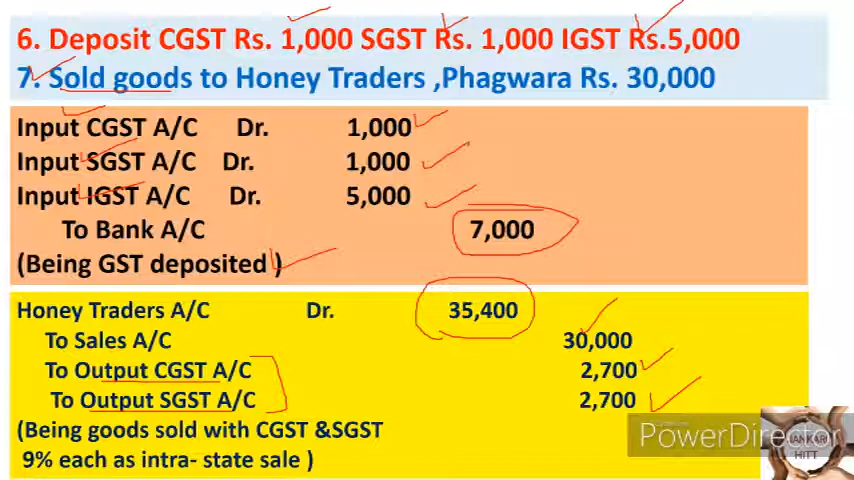 6. Deposit CGST Rs. 1,000 SGST Rs. 1,000 IGST Rs.5,000
7. Sold goods to Honey Traders ,Phagwara Rs. 30,000
Input CGST A/C Dr. 1,000
Input SGST A/C Dr. 1,000
Input IGST A/C Dr. 5,000
To Bank A/C 7,000
(Being GST deposited )
Honey Traders A/C Dr. 35,400
To Sales A/C 30,000
To Output CGST A/C 2,700
To Output SGST A/C 2,700
(Being goods sold with CGST &SGST
9% each as intra- state sale )
PowerDirector
JANKARI
HITT